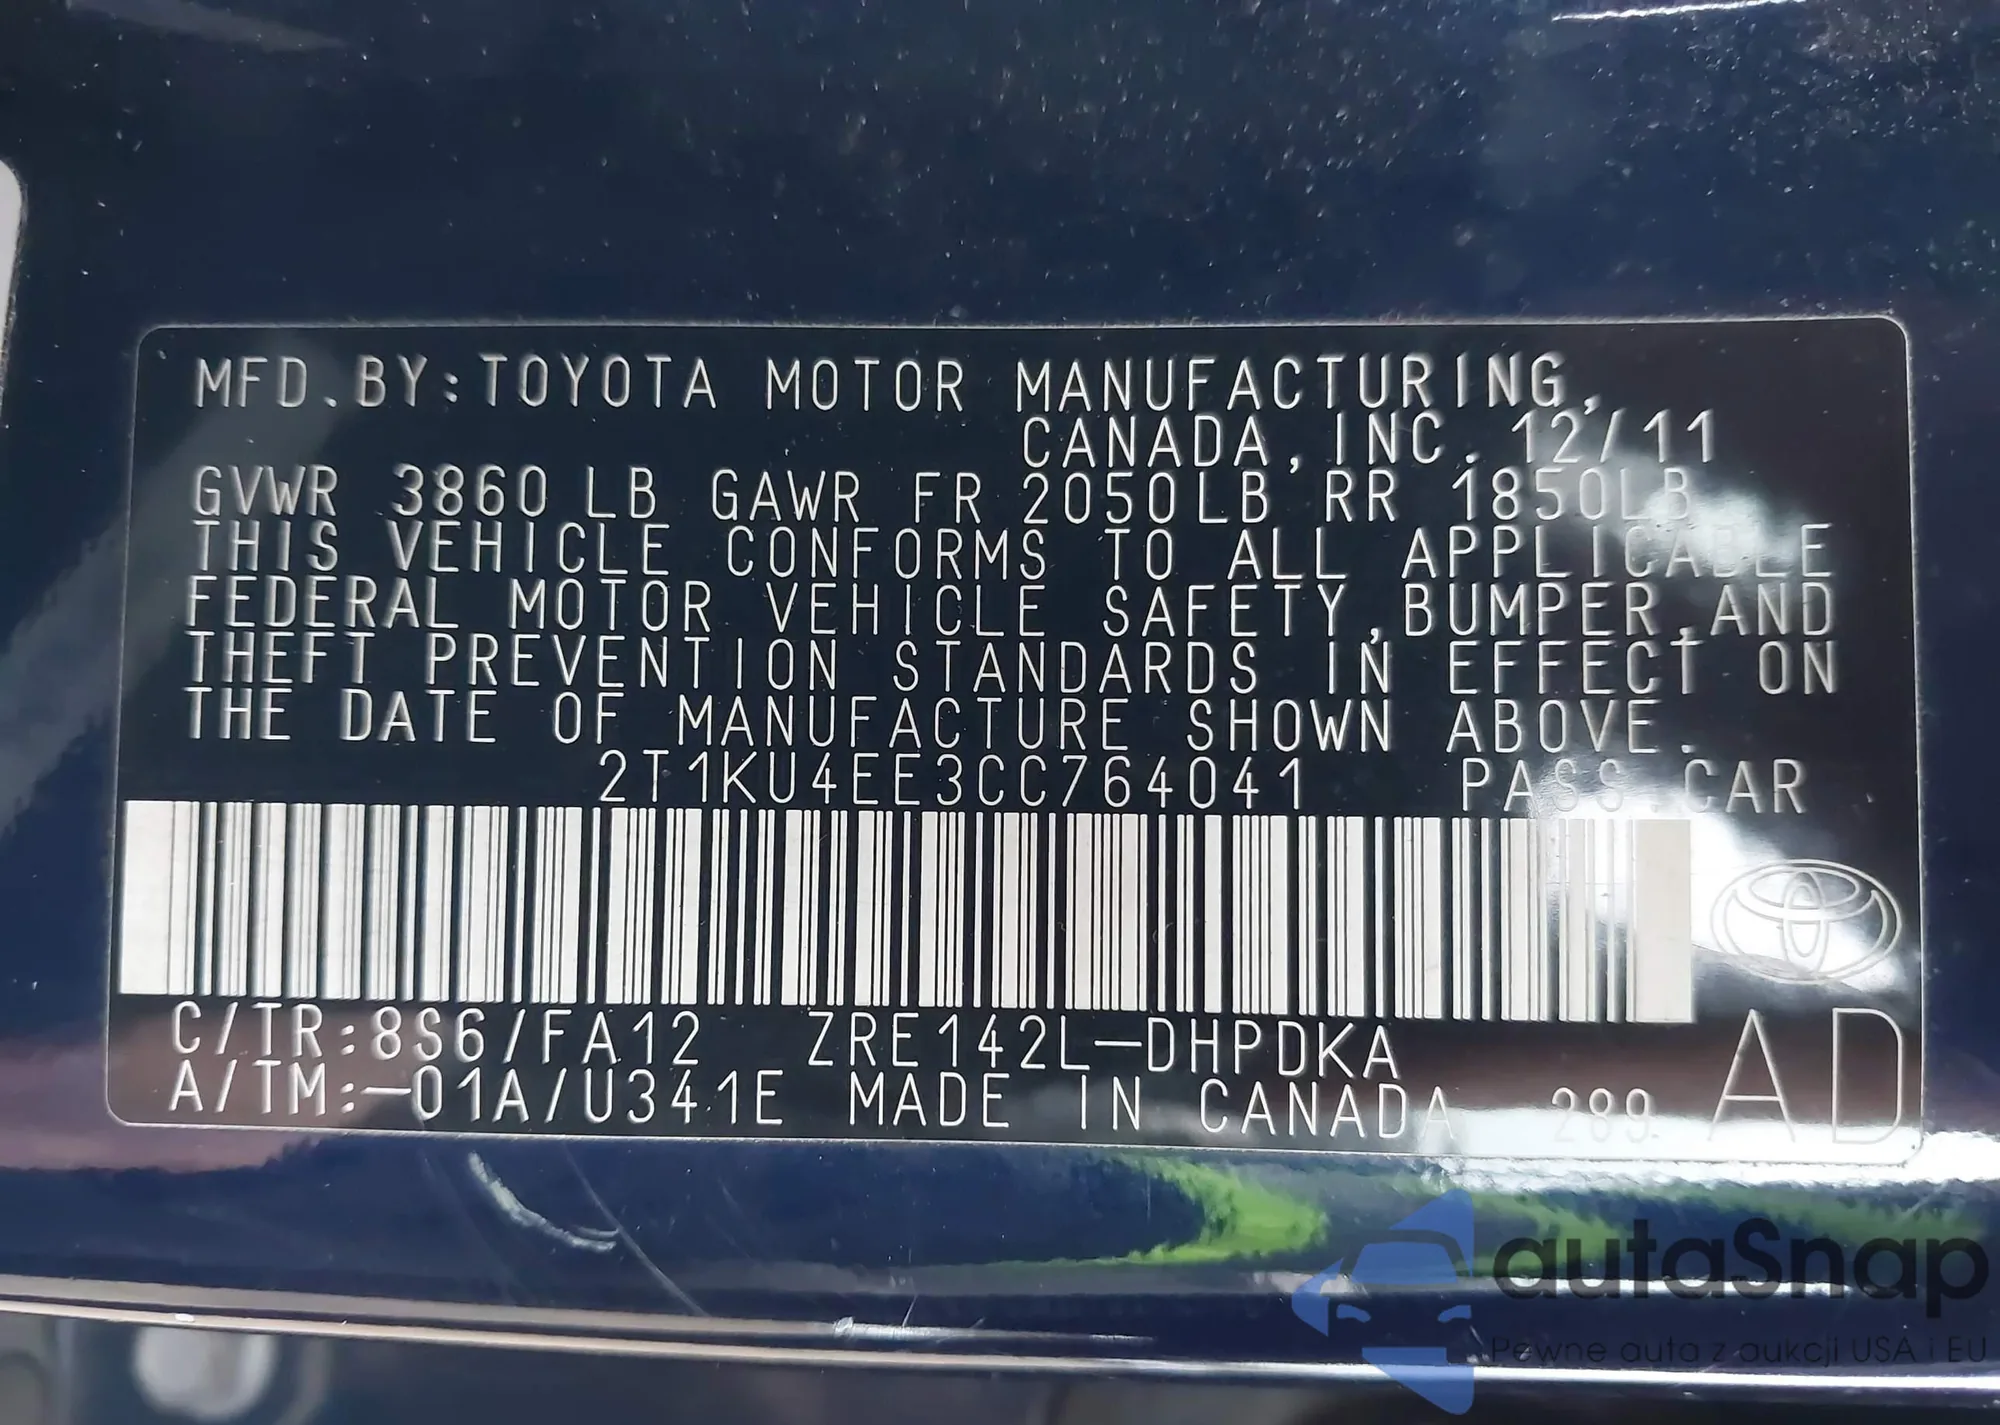 MFD.BY:TOYOTA MOTOR MANUFACTURING,
CANADA,INC. 12/11
GVWR 3860 LB GAWR FR 2050LB RR 1850LB
THIS VEHICLE CONFORMS TO ALL APPLICABLE
FEDERAL MOTOR VEHICLE SAFETY,BUMPER,AND
THEFT PREVENTION STANDARDS IN EFFECT ON
THE DATE OF MANUFACTURE SHOWN ABOVE.
2T1KU4EE3CC764041 PASS.CAR
C/TR:8S6/FA12 ZRE142L-DHPDKA
A/TM:-01A/U341E MADE IN CANADA 289. AD
autaSnap
Pewne auta z aukcji USA i EU